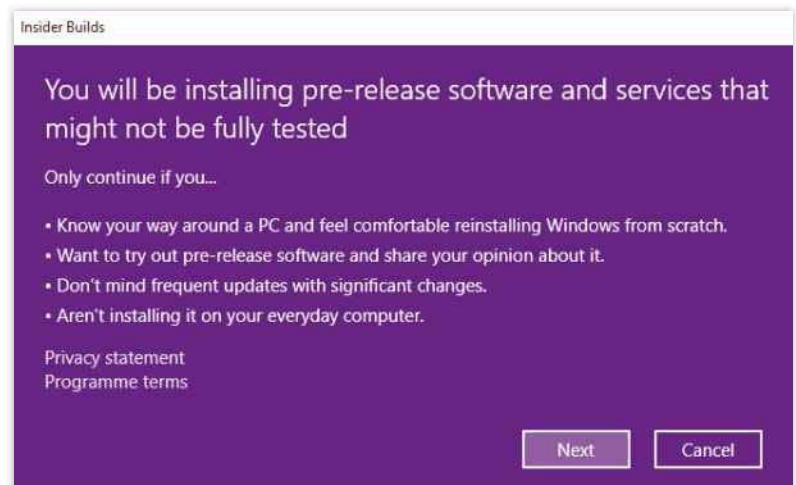 Insider Builds
You will be installing pre-release software and services that
might not be fully tested
Only continue if you...
• Know your way around a PC and feel comfortable reinstalling Windows from scratch.
• Want to try out pre-release software and share your opinion about it.
• Don't mind frequent updates with significant changes.
• Aren't installing it on your everyday computer.
Privacy statement
Programme terms
Next Cancel